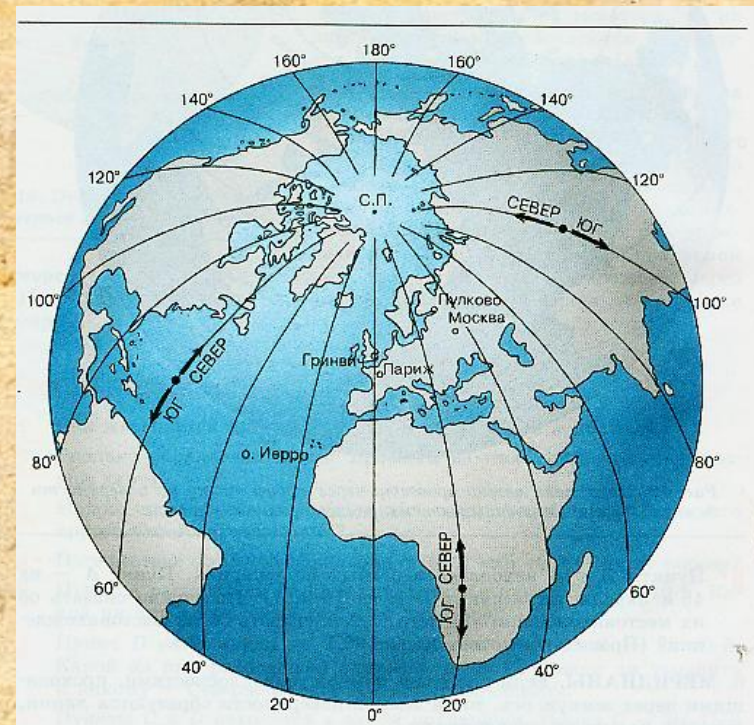 180°
160°
160°
140°
140°
120°
120°
С.П.
СЕВЕР ЮГ
100°
100°
Пулково
Москва
Гринвич
Париж
ЮГ СЕВЕР
80°
80°
о. Иерро
ЮГ СЕВЕР
60°
60°
40°
40°
20°
0°
20°